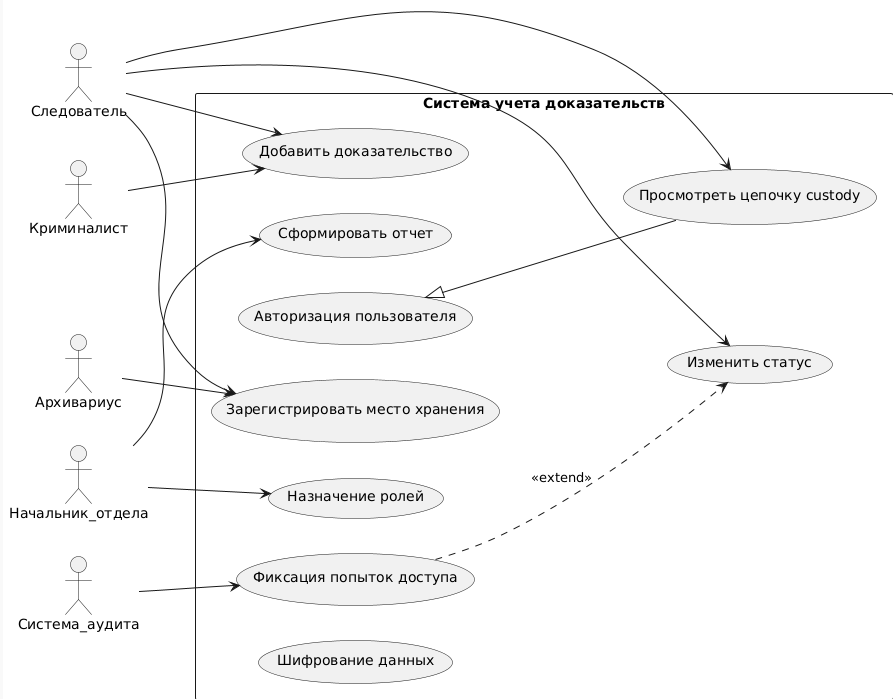 Система учета доказательств
Следователь
Добавить доказательство
Просмотреть цепочку custody
Криминалист
Сформировать отчет
Авторизация пользователя
Изменить статус
Архивариус
Зарегистрировать место хранения
«extend»
Начальник_отдела
Назначение ролей
Фиксация попыток доступа
Система_аудита
Шифрование данных